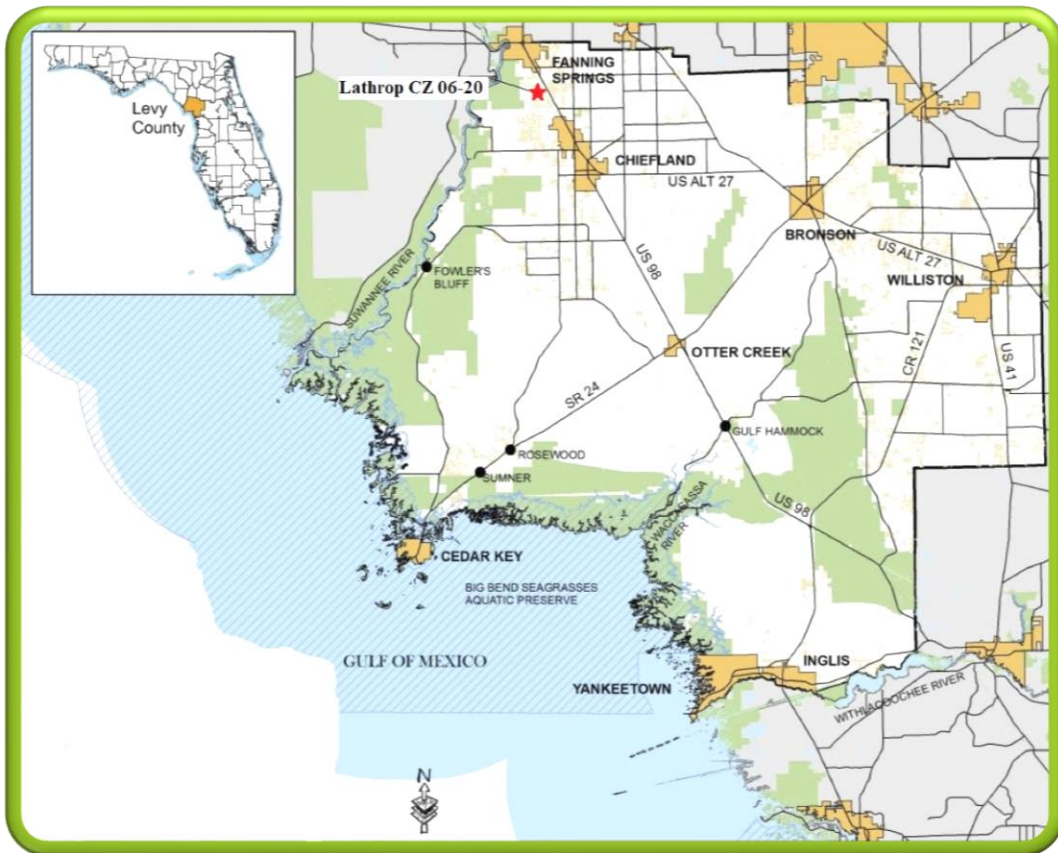 Levy
County
Lathrop CZ 06-20
FANNING
SPRINGS
CHIEFLAND
US ALT 27
BRONSON
US ALT 27
WILLISTON
SUWANNEE RIVER
FOWLER'S
BLUFF
US 98
OTTER CREEK
CR 121
US 41
SR 24
GULF HAMMOCK
ROSEWOOD
SUMNER
WACCASASSA
RIVER
US 98
CEDAR KEY
BIG BEND SEAGRASSES
AQUATIC PRESERVE
GULF OF MEXICO
INGLIS
YANKEETOWN
WITHLACOOCHEE RIVER
N